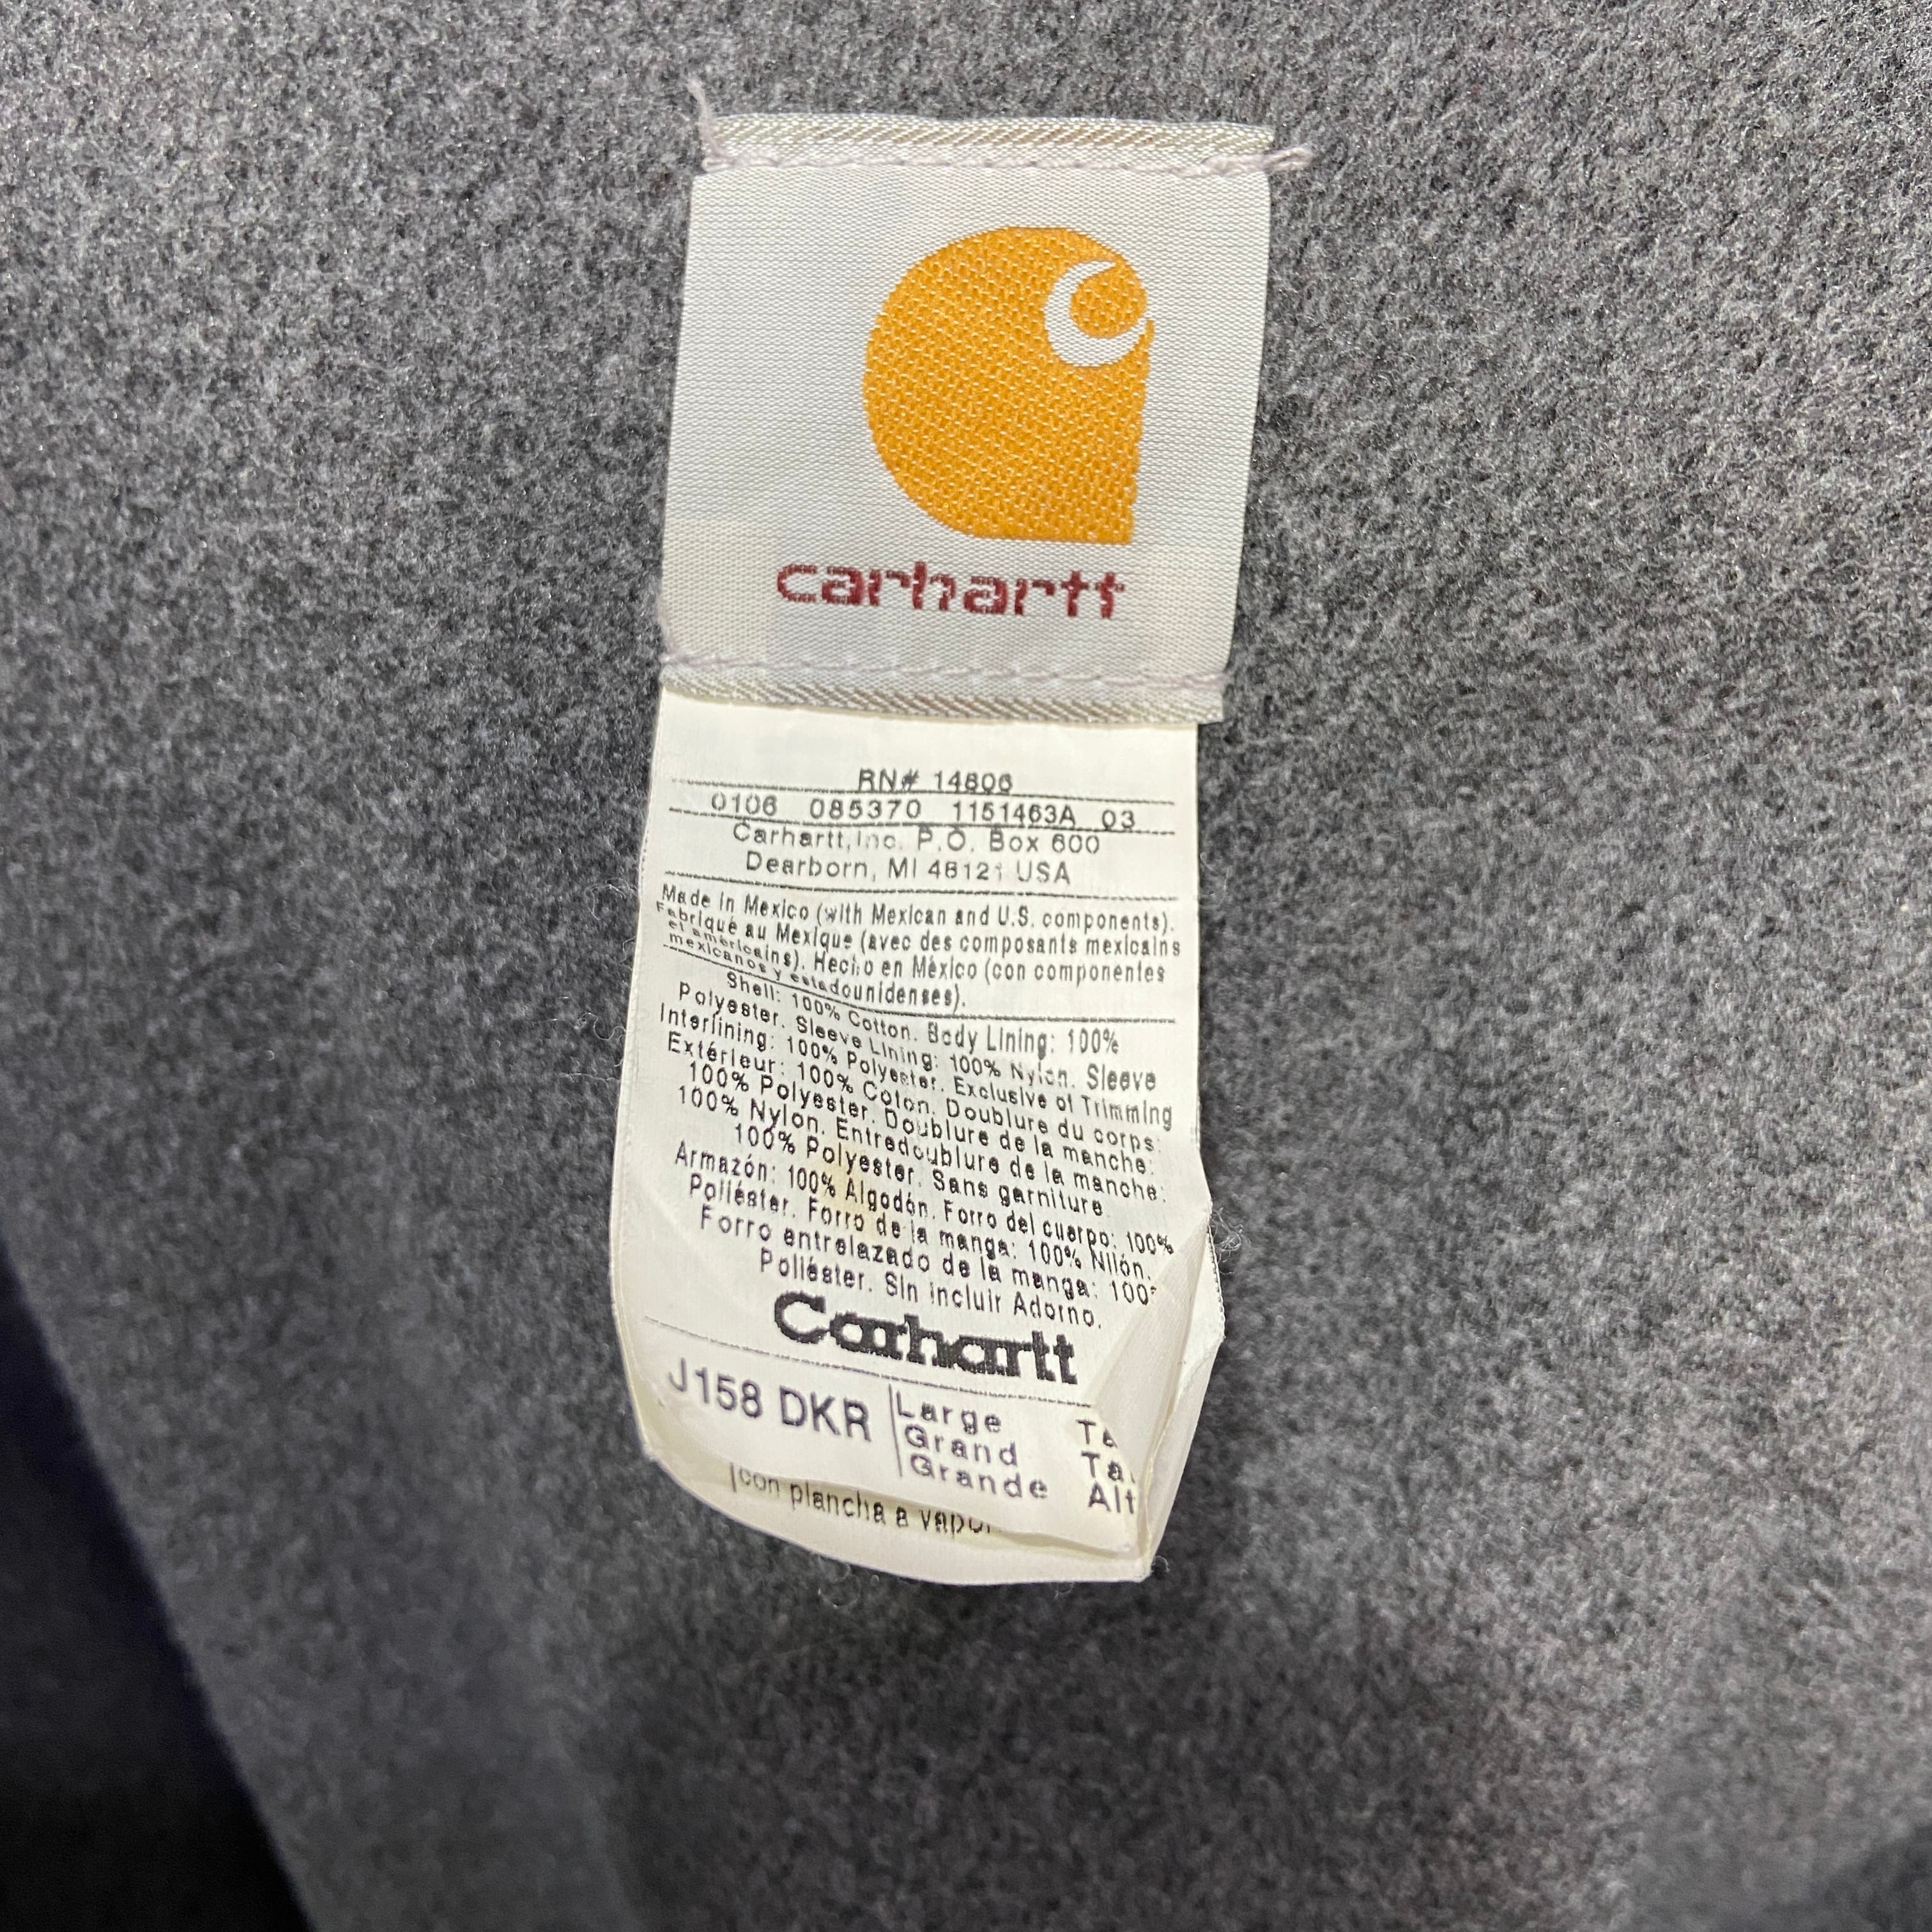 carhartt
RN# 14806
0106 085370 1151463A 03
Carhartt, Inc. P.O. Box 600
Dearborn, MI 48121 USA
Made in Mexico (with Mexican and U.S. components).
Fabriqué au Mexique (avec des composants mexicains
et américains). Hecho en México (con componentes
mexicanos y estadounidenses).
Shell: 100% Cotton. Body Lining: 100%
Polyester. Sleeve Lining: 100% Nylon. Sleeve
Interlining: 100% Polyester. Exclusive of Trimming
Extérieur: 100% Coton. Doublure du corps:
100% Polyester. Doublure de la manche:
100% Nylon. Entredoublure de la manche:
100% Polyester. Sans garniture.
Armazón: 100% Algodón. Forro del cuerpo: 100%
Poliéster. Forro de la manga: 100% Nilón.
Forro entrelazado de la manga: 100%
Poliéster. Sin incluir Adorno.
Carhartt
J158 DKR
Large
Grand
Grande
con plancha a vapor